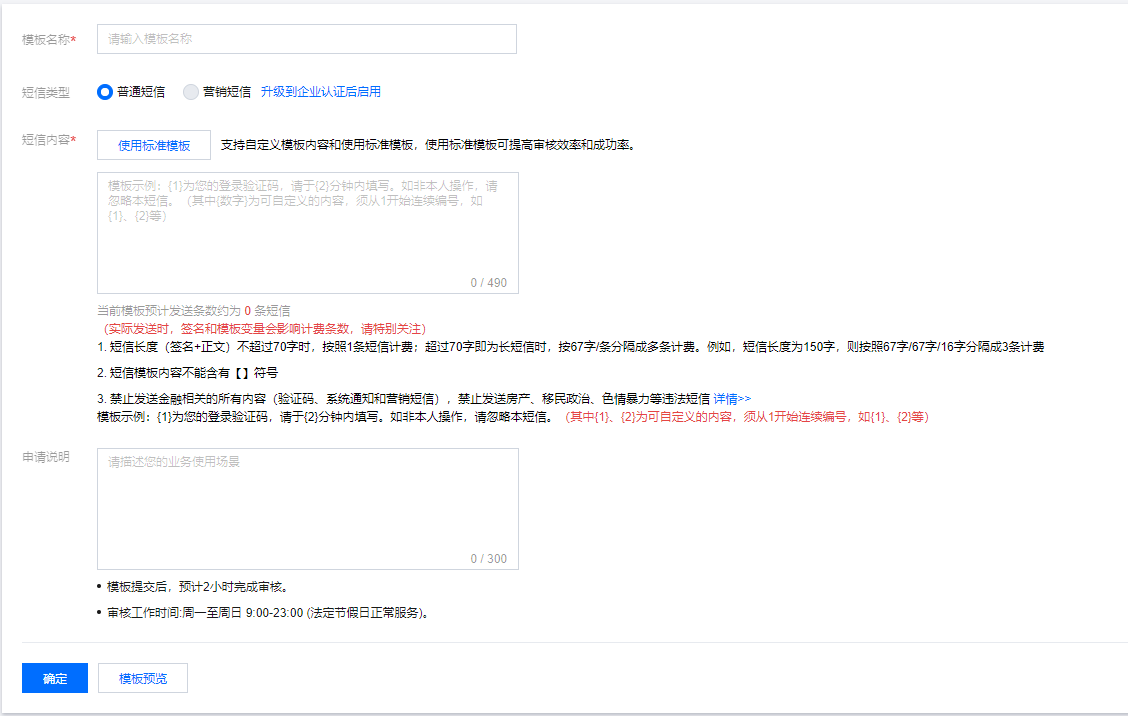 模板名称*
请输入模板名称
短信类型
普通短信 营销短信 升级到企业认证后启用
短信内容*
使用标准模板 支持自定义模板内容和使用标准模板，使用标准模板可提高审核效率和成功率。
模板示例：{1}为您的登录验证码，请于{2}分钟内填写。如非本人操作，请
忽略本短信。（其中{数字}为可自定义的内容，须从1开始连续编号，如
{1}、{2}等）
0 / 490
当前模板预计发送条数约为 0 条短信
（实际发送时，签名和模板变量会影响计费条数，请特别关注）
1. 短信长度（签名+正文）不超过70字时，按照1条短信计费；超过70字即为长短信时，按67字/条分隔成多条计费。例如，短信长度为150字，则按照67字/67字/16字分隔成3条计费
2. 短信模板内容不能含有【 】符号
3. 禁止发送金融相关的所有内容（验证码、系统通知和营销短信），禁止发送房产、移民政治、色情暴力等违法短信 详情>>
模板示例：{1}为您的登录验证码，请于{2}分钟内填写。如非本人操作，请忽略本短信。（其中{1}、{2}为可自定义的内容，须从1开始连续编号，如{1}、{2}等）
申请说明
请描述您的业务使用场景
0 / 300
• 模板提交后，预计2小时完成审核。
• 审核工作时间:周一至周日 9:00-23:00 (法定节假日正常服务)。
确定 模板预览